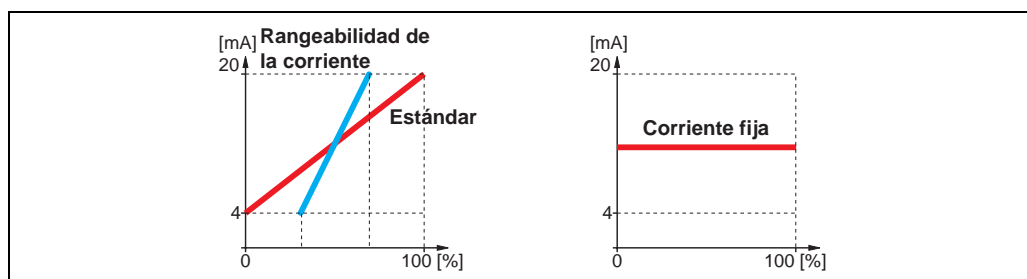 [mA]
Rangeabilidad de
la corriente
20
Estándar
4
0
100 [%]
[mA]
20
Corriente fija
4
0
100 [%]